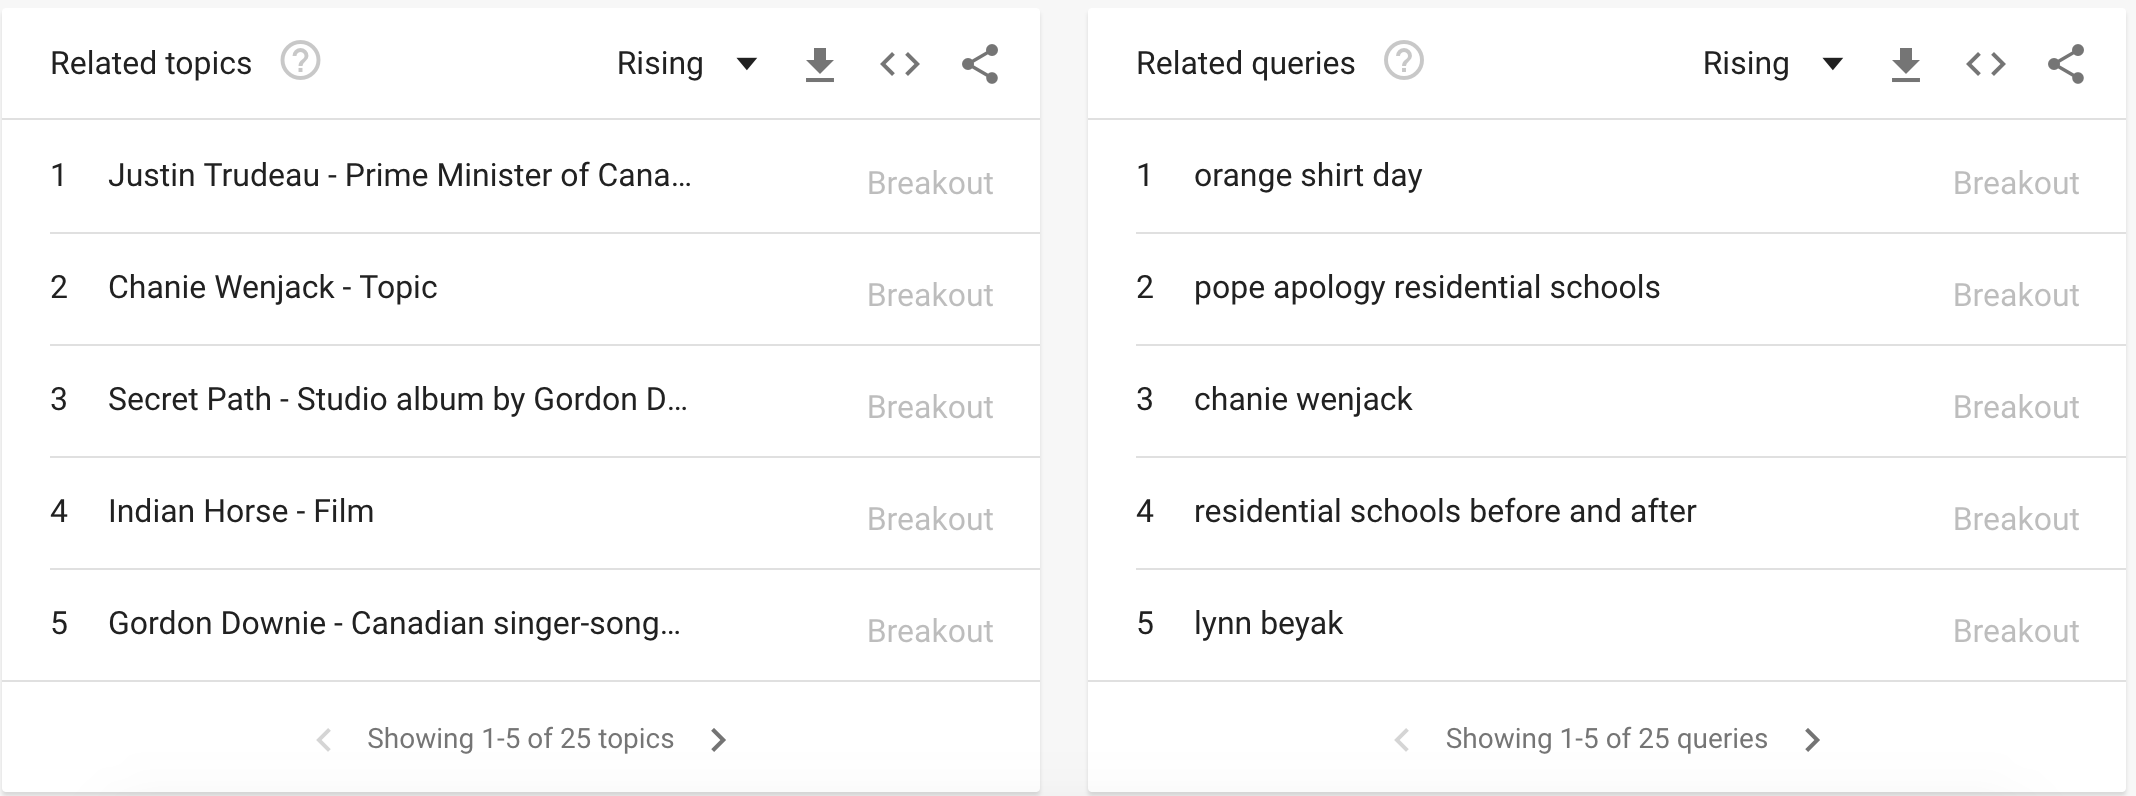 Related topics ? Rising
1 Justin Trudeau - Prime Minister of Cana... Breakout
2 Chanie Wenjack - Topic Breakout
3 Secret Path - Studio album by Gordon D... Breakout
4 Indian Horse - Film Breakout
5 Gordon Downie - Canadian singer-song... Breakout
Showing 1-5 of 25 topics
Related queries ? Rising
1 orange shirt day Breakout
2 pope apology residential schools Breakout
3 chanie wenjack Breakout
4 residential schools before and after Breakout
5 lynn beyak Breakout
Showing 1-5 of 25 queries